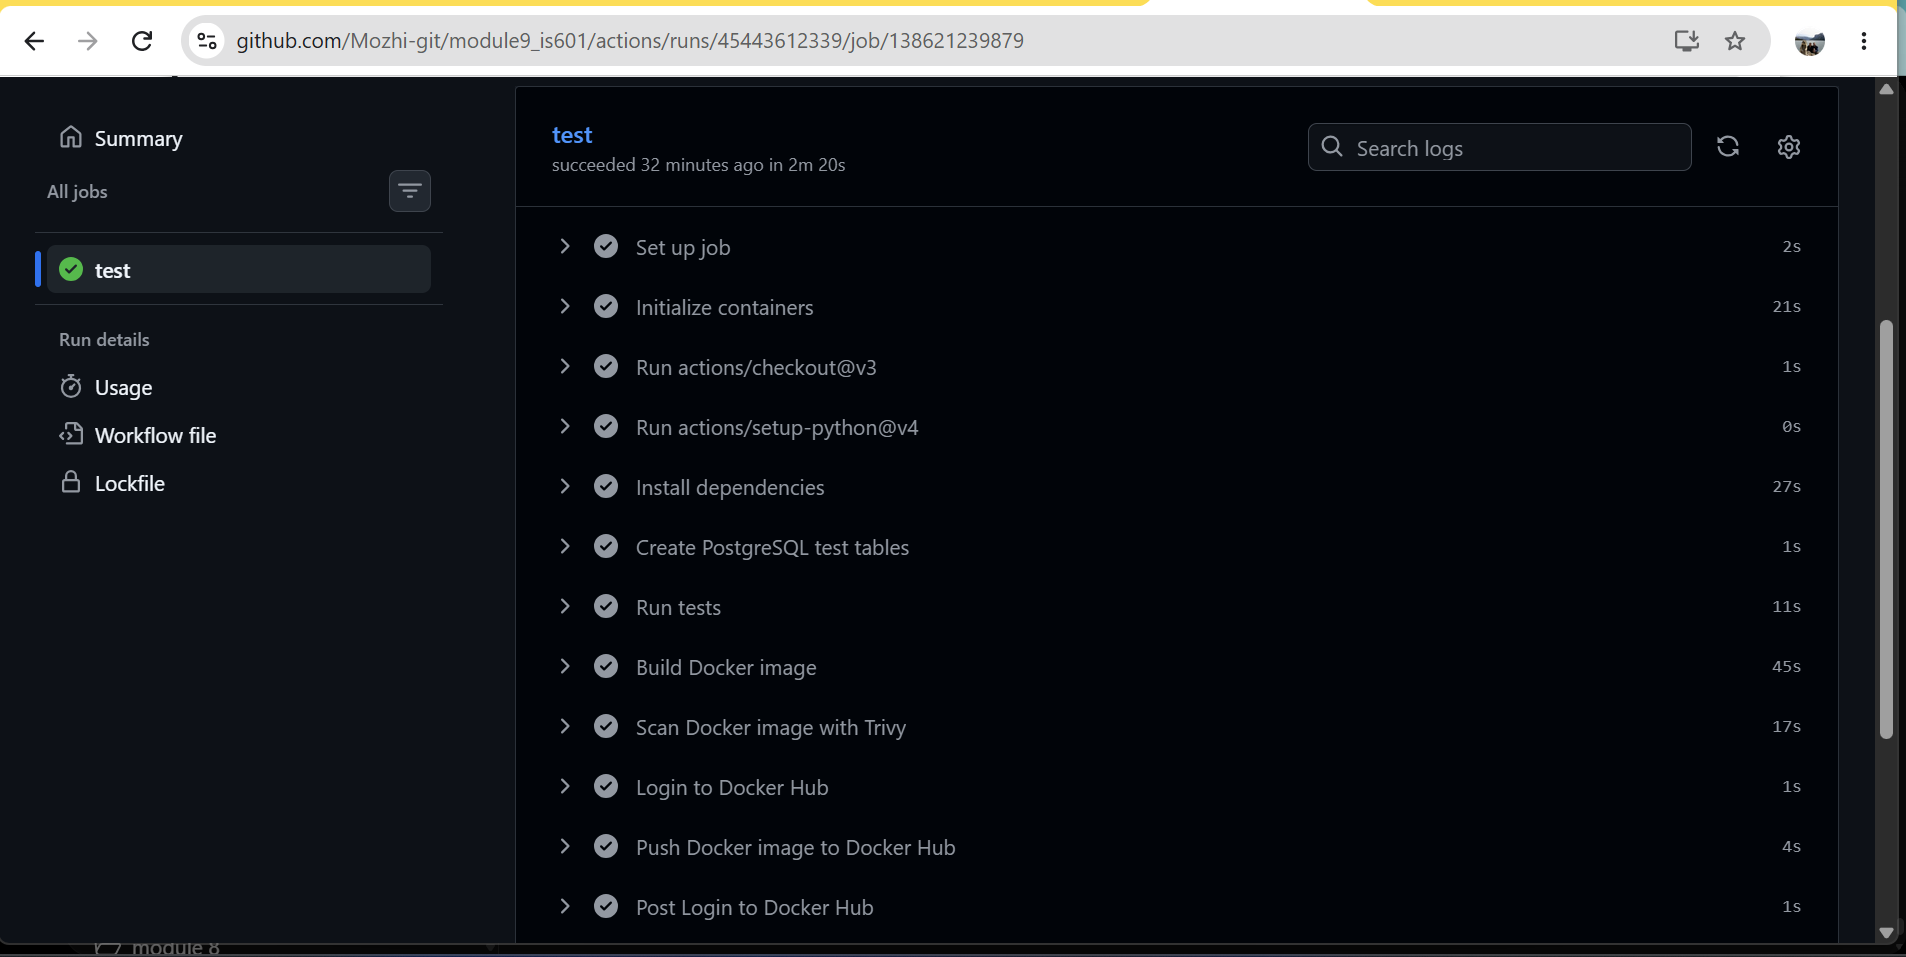 github.com/Mozhi-git/module9_is601/actions/runs/45443612339/job/138621239879
Summary
All jobs
test
Run details
Usage
Workflow file
Lockfile
test
succeeded 32 minutes ago in 2m 20s
Search logs
Set up job 2s
Initialize containers 21s
Run actions/checkout@v3 1s
Run actions/setup-python@v4 0s
Install dependencies 27s
Create PostgreSQL test tables 1s
Run tests 11s
Build Docker image 45s
Scan Docker image with Trivy 17s
Login to Docker Hub 1s
Push Docker image to Docker Hub 4s
Post Login to Docker Hub 1s
module 8